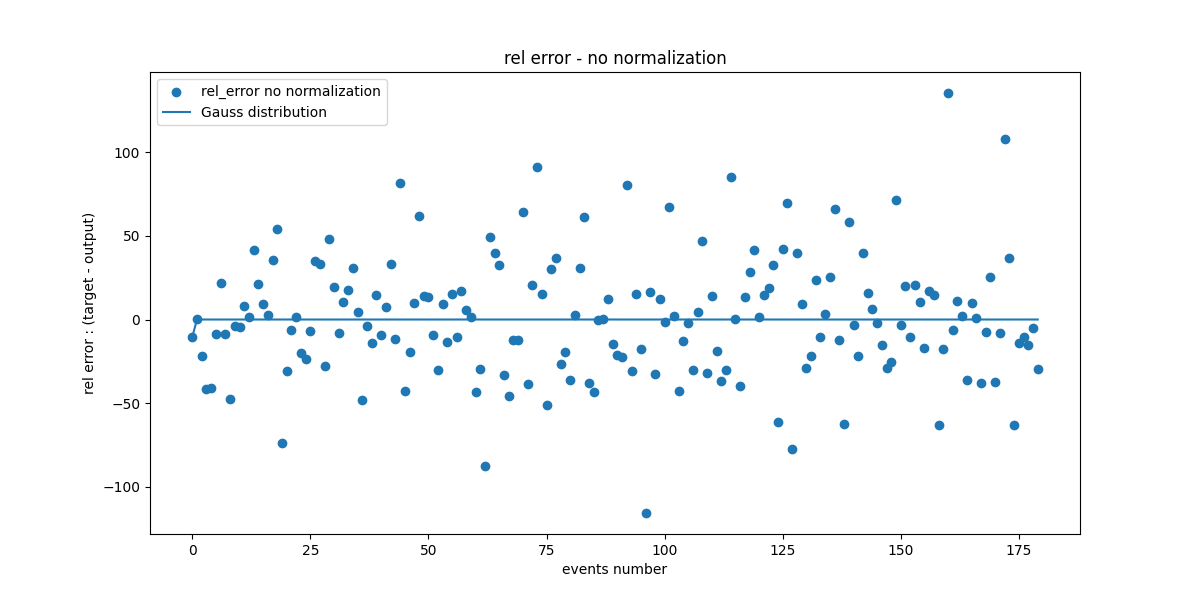 rel error - no normalization
rel_error no normalization
Gauss distribution
rel error : (target - output)
100
50
0
−50
−100
0 25 50 75 100 125 150 175
events number